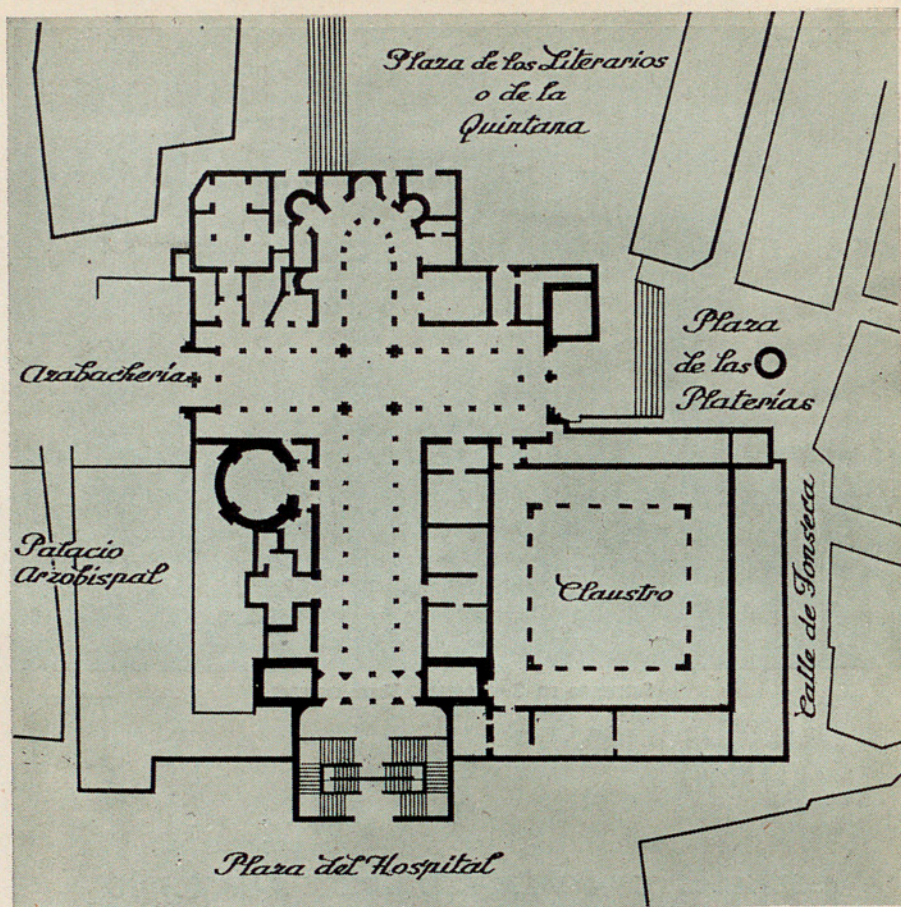 Plaza de los Literarios
o de la
Quintana
Plaza
de las
Platerías
Azabachería
Palacio
Arzobispal
Claustro
Calle de Fonseca
Plaza del Hospital